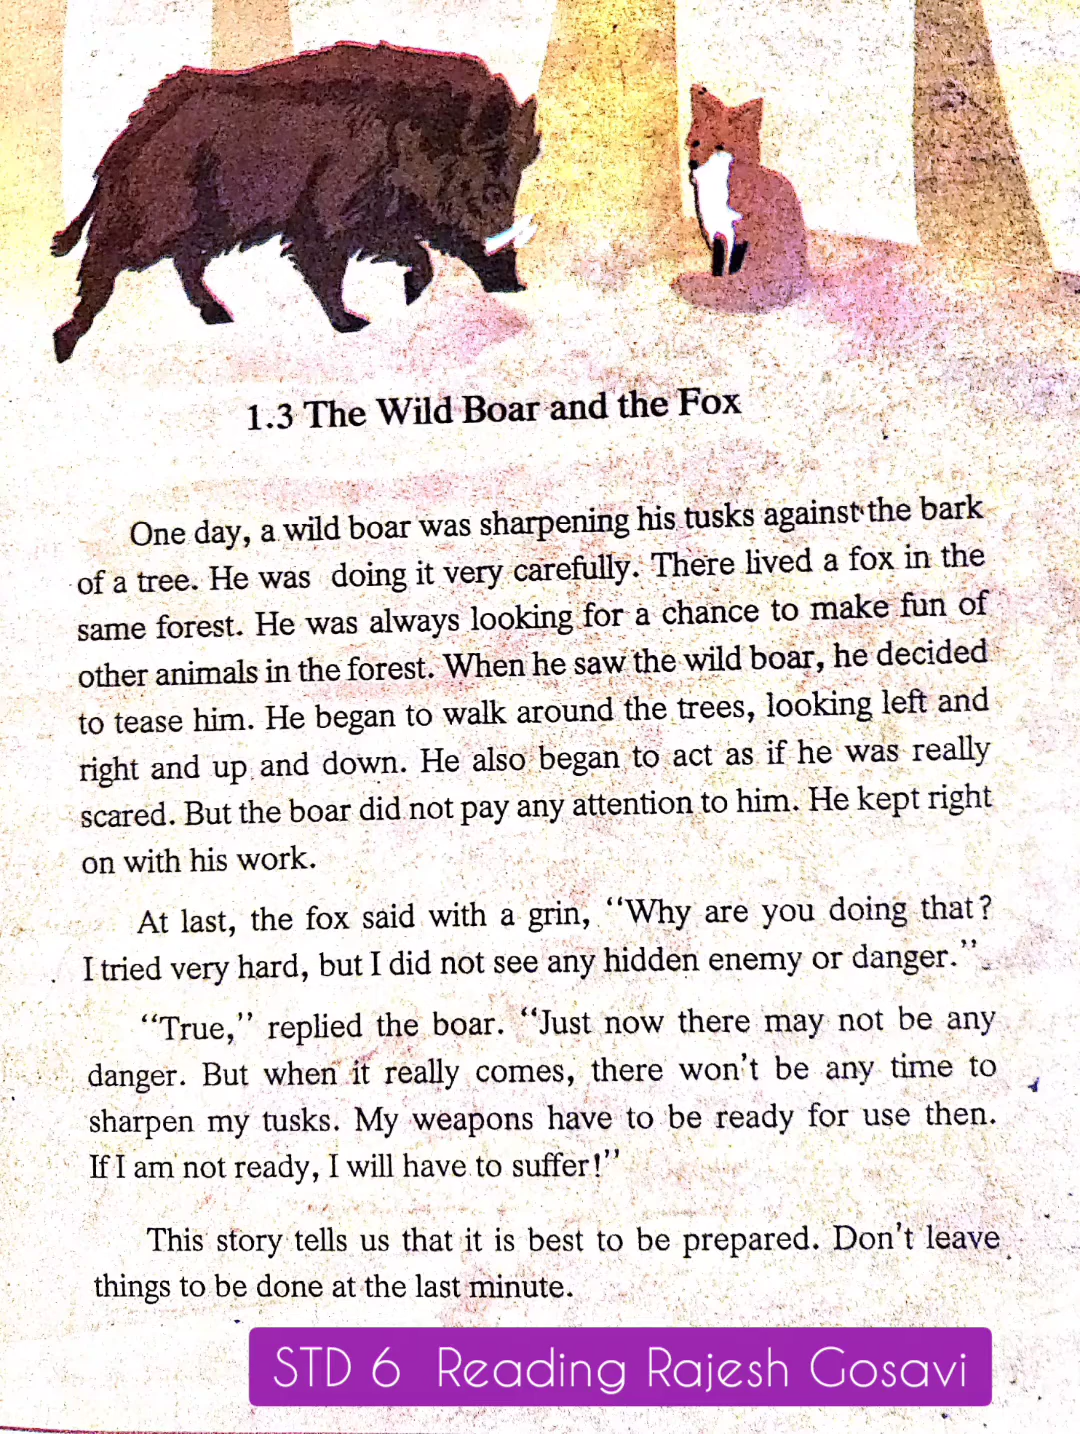 1.3 The Wild Boar and the Fox
One day, a wild boar was sharpening his tusks against the bark
of a tree. He was doing it very carefully. There lived a fox in the
same forest. He was always looking for a chance to make fun of
other animals in the forest. When he saw the wild boar, he decided
to tease him. He began to walk around the trees, looking left and
right and up and down. He also began to act as if he was really
scared. But the boar did not pay any attention to him. He kept right
on with his work.
At last, the fox said with a grin, “Why are you doing that?
I tried very hard, but I did not see any hidden enemy or danger.”
“True,” replied the boar. “Just now there may not be any
danger. But when it really comes, there won’t be any time to
sharpen my tusks. My weapons have to be ready for use then.
If I am not ready, I will have to suffer!”
This story tells us that it is best to be prepared. Don’t leave
things to be done at the last minute.
STD 6 Reading Rajesh Gosavi